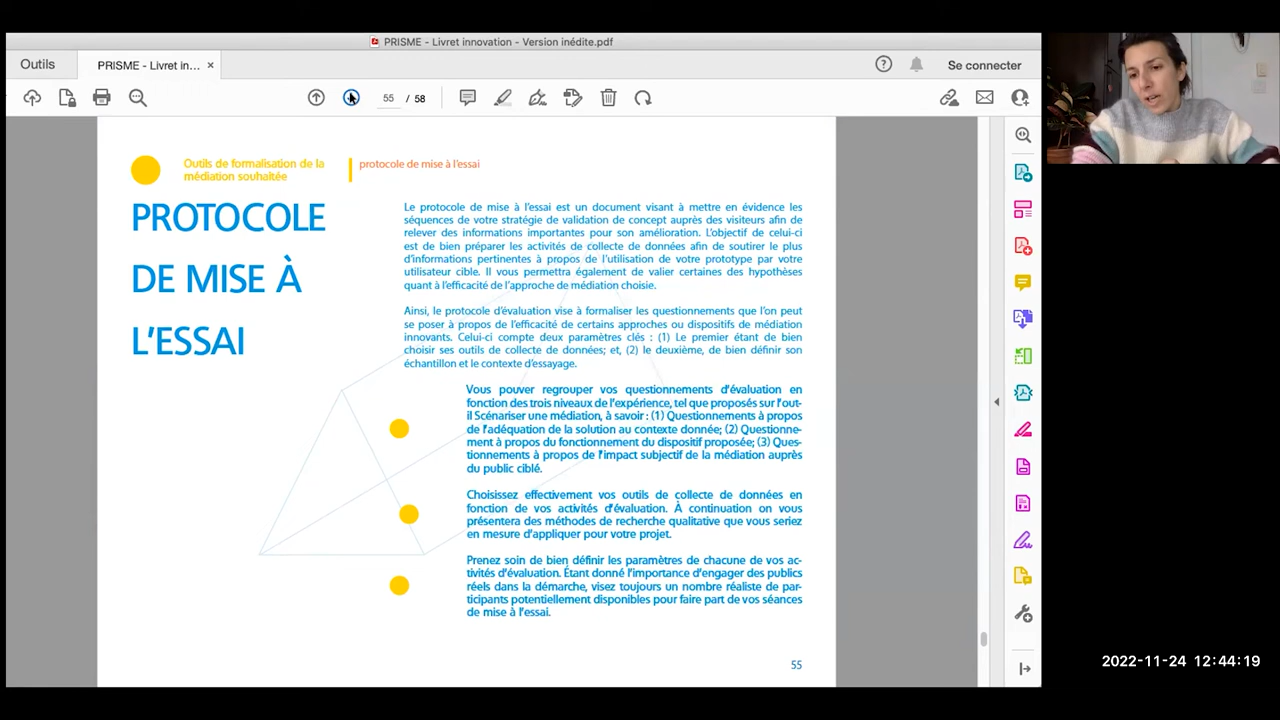 PRISME - Livret innovation - Version inédite.pdf
Outils
PRISME - Livret in... ×
Se connecter
55 / 58
Outils de formalisation de la
médiation souhaitée
protocole de mise à l'essai
PROTOCOLE
DE MISE À
L'ESSAI
Le protocole de mise à l'essai est un document visant à mettre en évidence les
séquences de votre stratégie de validation de concept auprès des visiteurs afin de
relever des informations importantes pour son amélioration. L'objectif de celui-ci
est de bien préparer les activités de collecte de données afin de soutirer le plus
d'informations pertinentes à propos de l'utilisation de votre prototype par votre
utilisateur cible. Il vous permettra également de valier certaines des hypothèses
quant à l'efficacité de l'approche de médiation choisie.
Ainsi, le protocole d'évaluation vise à formaliser les questionnements que l'on peut
se poser à propos de l'efficacité de certains approches ou dispositifs de médiation
innovants. Celui-ci compte deux paramètres clés : (1) Le premier étant de bien
choisir ses outils de collecte de données; et, (2) le deuxième, de bien définir son
échantillon et le contexte d'essayage.
Vous pouver regrouper vos questionnements d'évaluation en
fonction des trois niveaux de l'expérience, tel que proposés sur l'out-
il Scénariser une médiation, à savoir : (1) Questionnements à propos
de l'adéquation de la solution au contexte donnée; (2) Questionne-
ment à propos du fonctionnement du dispositif proposée; (3) Ques-
tionnements à propos de l'impact subjectif de la médiation auprès
du public ciblé.
Choisissez effectivement vos outils de collecte de données en
fonction de vos activités d'évaluation. À continuation on vous
présentera des méthodes de recherche qualitative que vous seriez
en mesure d'appliquer pour votre projet.
Prenez soin de bien définir les paramètres de chacune de vos ac-
tivités d'évaluation. Étant donné l'importance d'engager des publics
réels dans la démarche, visez toujours un nombre réaliste de par-
ticipants potentiellement disponibles pour faire part de vos séances
de mise à l'essai.
55
2022-11-24 12:44:19